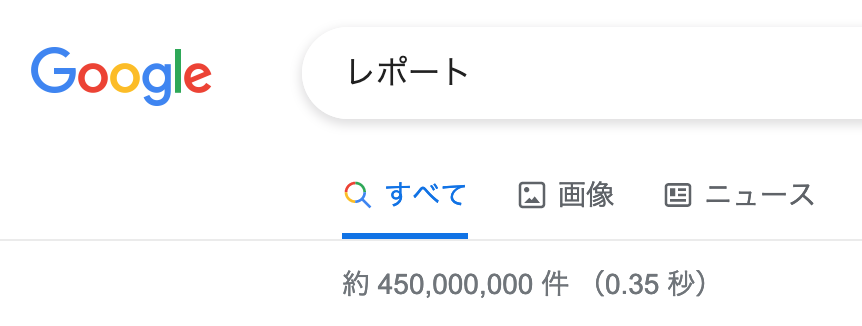 Google レポート
すべて 画像 ニュース
約 450,000,000 件 （0.35 秒）